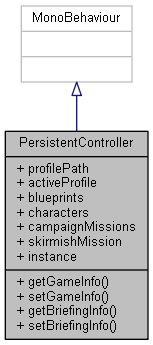 MonoBehaviour
PersistentController
+ profilePath
+ activeProfile
+ blueprints
+ characters
+ campaignMissions
+ skirmishMission
+ instance
+ getGameInfo()
+ setGameInfo()
+ getBriefingInfo()
+ setBriefingInfo()